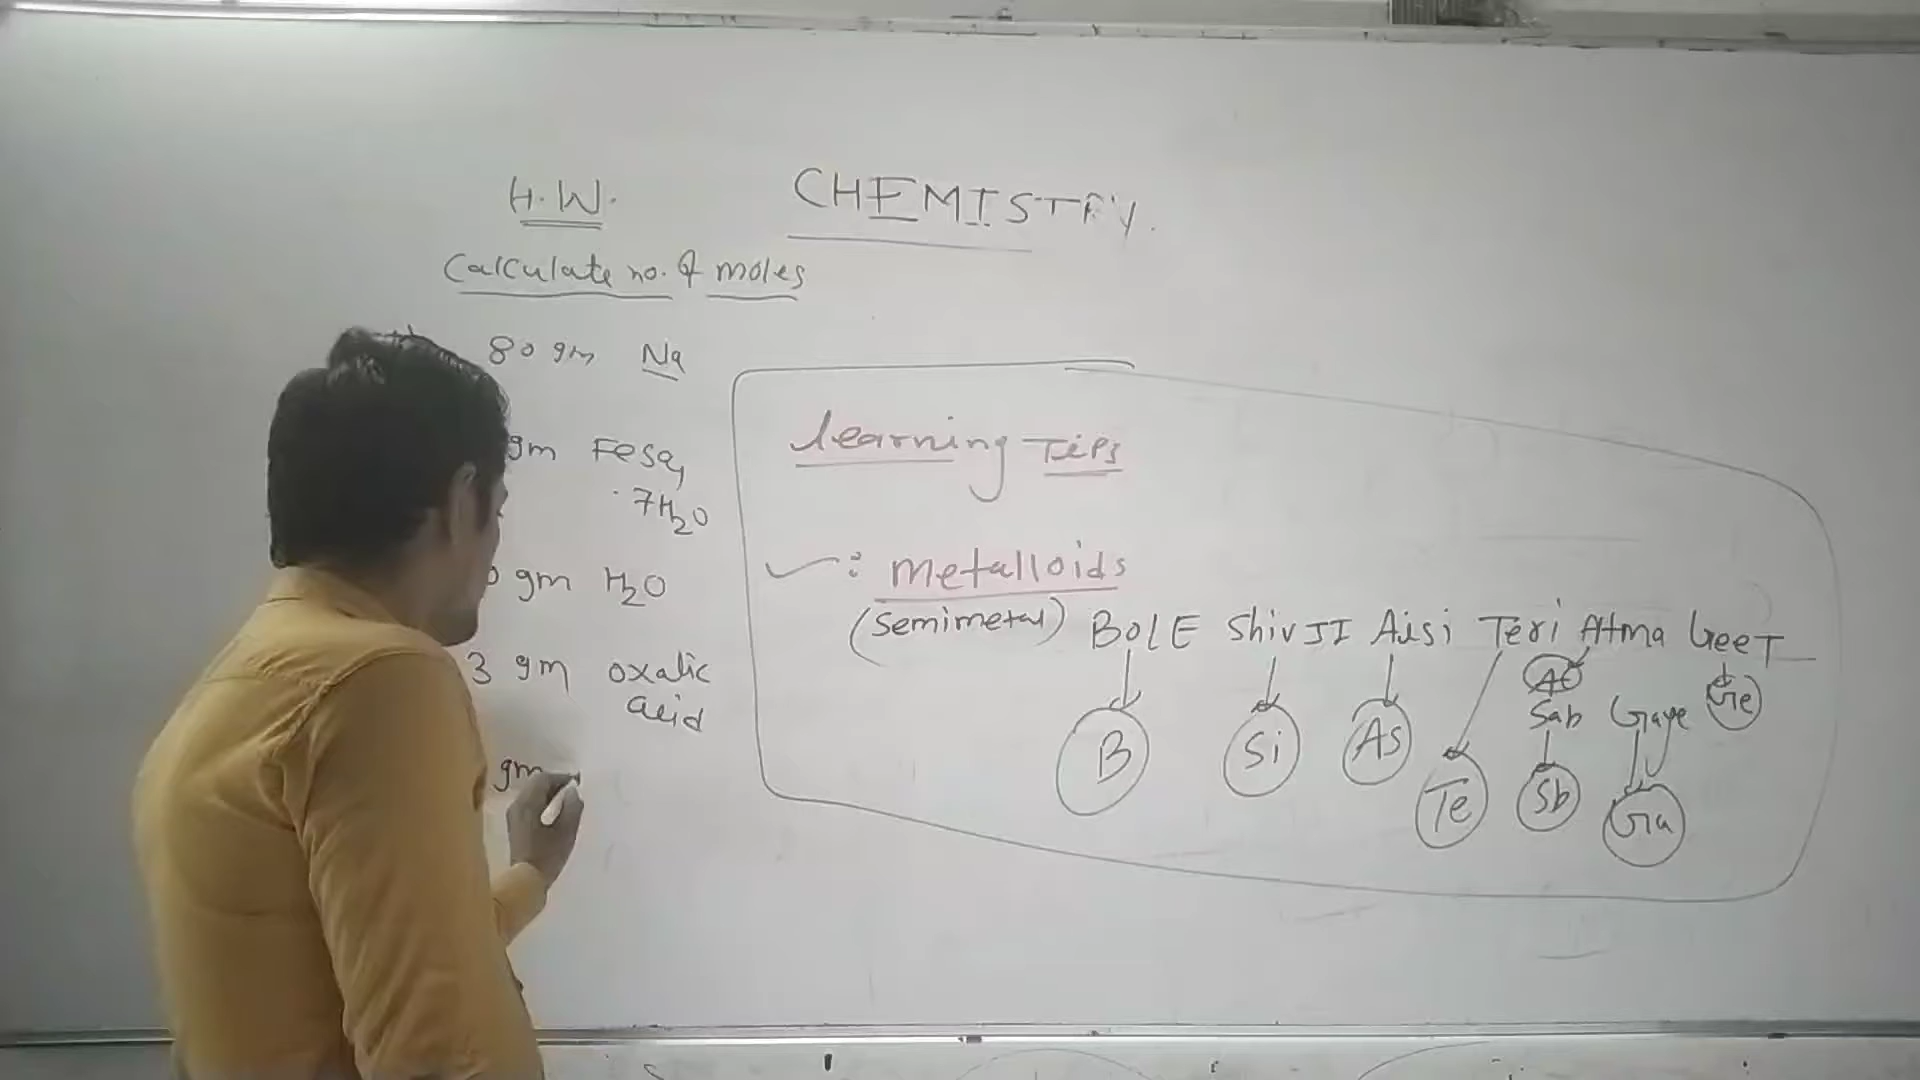 H.W.
CHEMISTRY.
Calculate no. of moles
80 gm Na
gm FeSO4
.7H2O
gm H2O
3 gm oxalic
acid
gm
Learning Tips
: Metalloids
(Semimetal) BOLE ShivJI Aisi Teri Atma GeeT
At
Sab Gaye Ge
B Si As Te Sb Ga